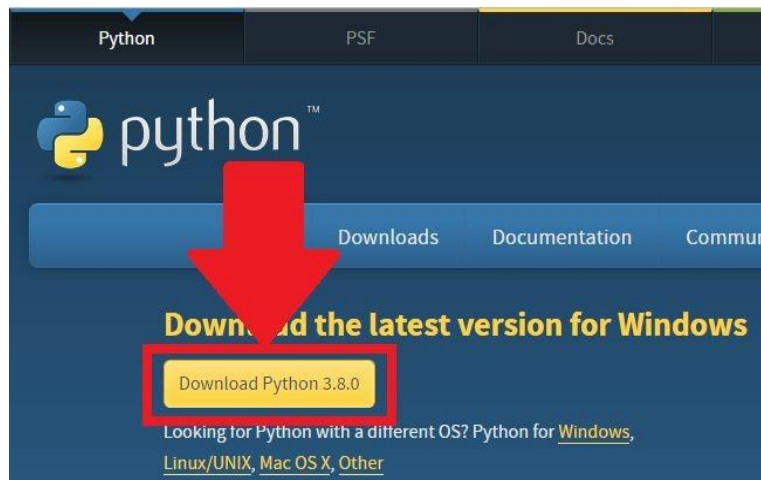 Python PSF Docs
python™
Downloads Documentation
Download the latest version for Windows
Download Python 3.8.0
Looking for Python with a different OS? Python for Windows,
Linux/UNIX, Mac OS X, Other